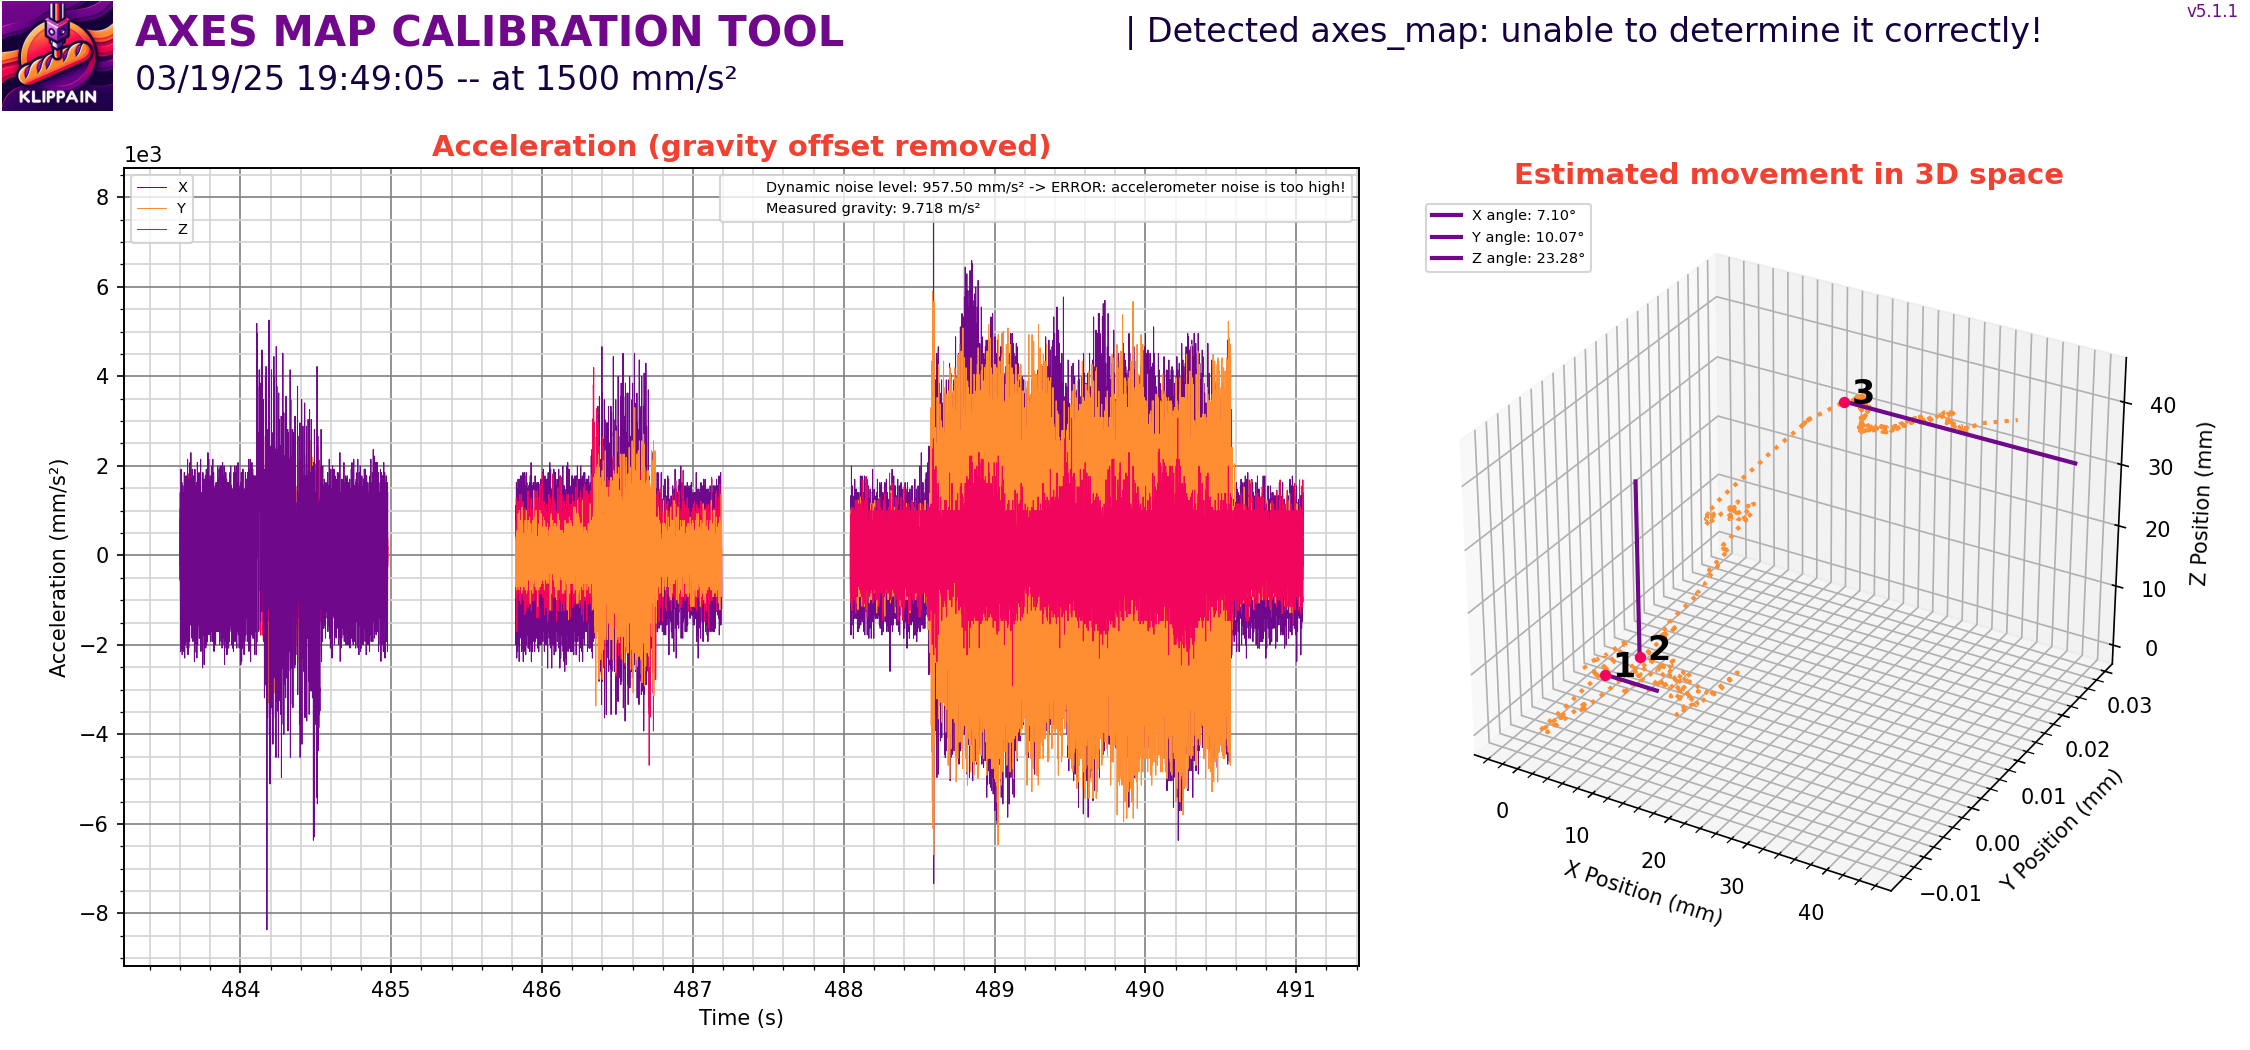 KLIPPAIN
AXES MAP CALIBRATION TOOL
03/19/25 19:49:05 -- at 1500 mm/s²
| Detected axes_map: unable to determine it correctly!
v5.1.1
Acceleration (gravity offset removed)
1e3
X
Y
Z
Dynamic noise level: 957.50 mm/s² -> ERROR: accelerometer noise is too high!
Measured gravity: 9.718 m/s²
Acceleration (mm/s²)
8
6
4
2
0
−2
−4
−6
−8
484
485
486
487
488
489
490
491
Time (s)
Estimated movement in 3D space
X angle: 7.10°
Y angle: 10.07°
Z angle: 23.28°
3
2
1
0
10
20
30
40
X Position (mm)
−0.01
0.00
0.01
0.02
0.03
Y Position (mm)
0
10
20
30
40
Z Position (mm)